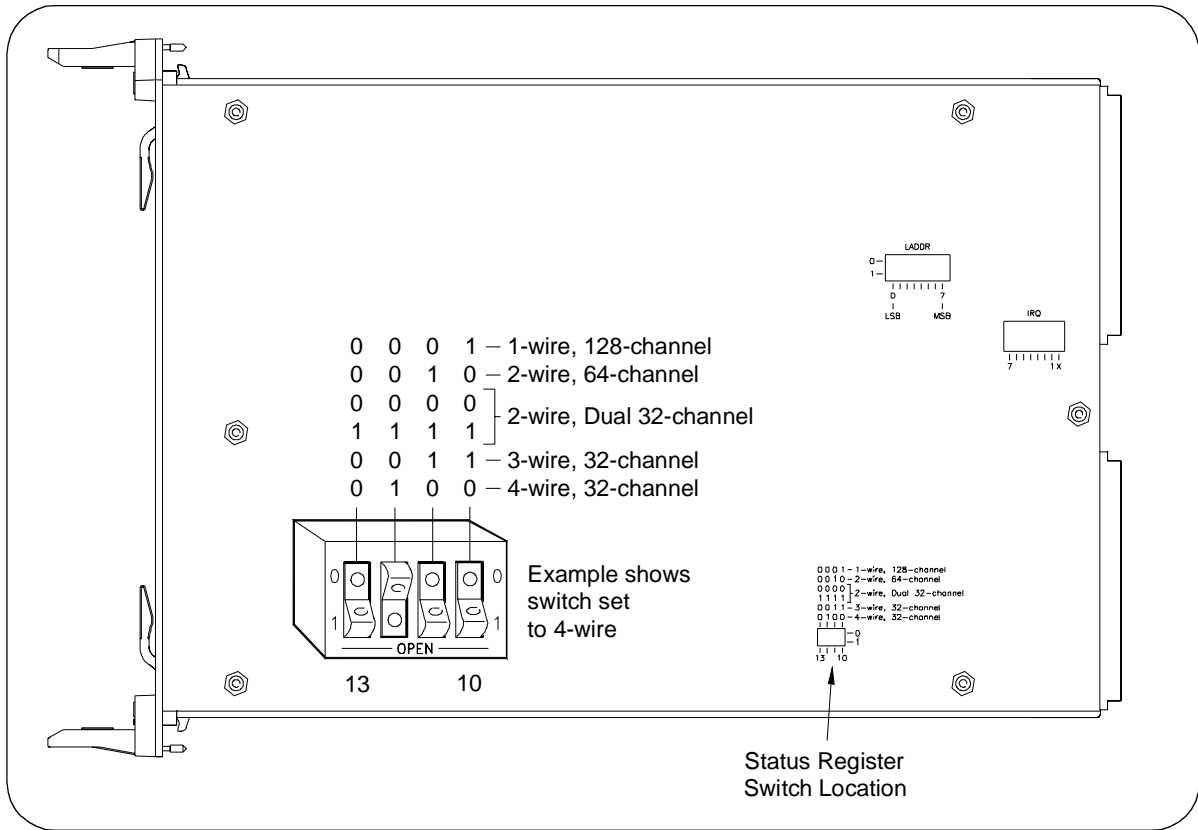 LADDR
0
1
0 7
LSB MSB
IRQ
7 1 X
0 0 0 1 – 1-wire, 128-channel
0 0 1 0 – 2-wire, 64-channel
0 0 0 0
2-wire, Dual 32-channel
1 1 1 1
0 0 1 1 – 3-wire, 32-channel
0 1 0 0 – 4-wire, 32-channel
0 0
1 1
OPEN
13 10
Example shows
switch set
to 4-wire
0 0 0 1 - 1-wire, 128-channel
0 0 1 0 - 2-wire, 64-channel
0 0 0 0
2-wire, Dual 32-channel
1 1 1 1
0 0 1 1 - 3-wire, 32-channel
0 1 0 0 - 4-wire, 32-channel
0
1
13 10
Status Register
Switch Location